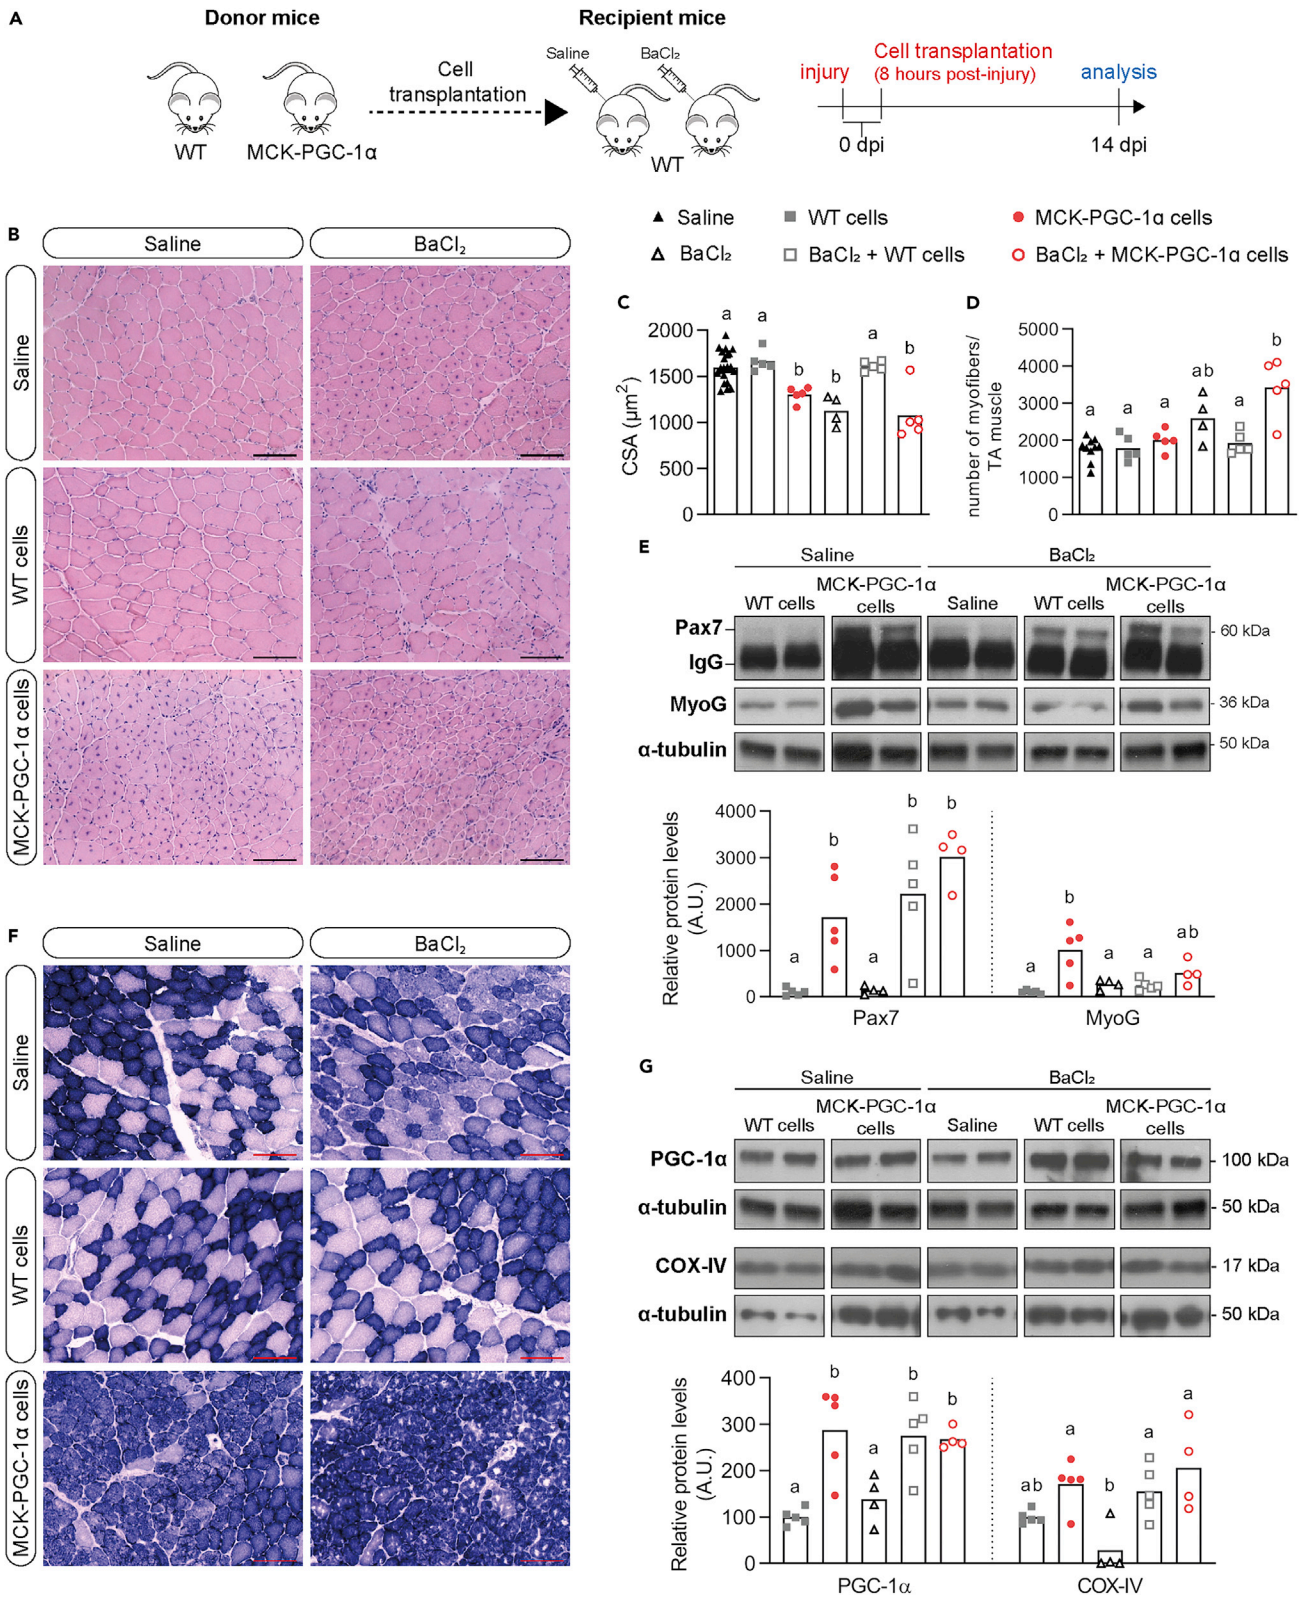 A
Donor mice
Recipient mice
WT
MCK-PGC-1α
Cell
transplantation
Saline
BaCl₂
WT
injury
Cell transplantation
(8 hours post-injury)
analysis
0 dpi
14 dpi
Saline
WT cells
MCK-PGC-1α cells
BaCl₂
BaCl₂ + WT cells
BaCl₂ + MCK-PGC-1α cells
B
Saline
BaCl₂
Saline
WT cells
MCK-PGC-1α cells
C
CSA (µm²)
2000
1500
1000
500
0
a
a
b
b
a
b
D
number of myofibers/
TA muscle
5000
4000
3000
2000
1000
0
a
a
a
ab
a
b
E
Saline
BaCl₂
WT cells
MCK-PGC-1α
cells
Saline
WT cells
MCK-PGC-1α
cells
Pax7
IgG
60 kDa
MyoG
36 kDa
α-tubulin
50 kDa
Relative protein levels
(A.U.)
4000
3000
2000
1000
0
a
b
a
b
b
a
b
a
a
ab
Pax7
MyoG
F
Saline
BaCl₂
Saline
WT cells
MCK-PGC-1α cells
G
Saline
BaCl₂
WT cells
MCK-PGC-1α
cells
Saline
WT cells
MCK-PGC-1α
cells
PGC-1α
100 kDa
α-tubulin
50 kDa
COX-IV
17 kDa
α-tubulin
50 kDa
Relative protein levels
(A.U.)
400
300
200
100
0
a
b
a
b
b
ab
a
b
a
a
PGC-1α
COX-IV